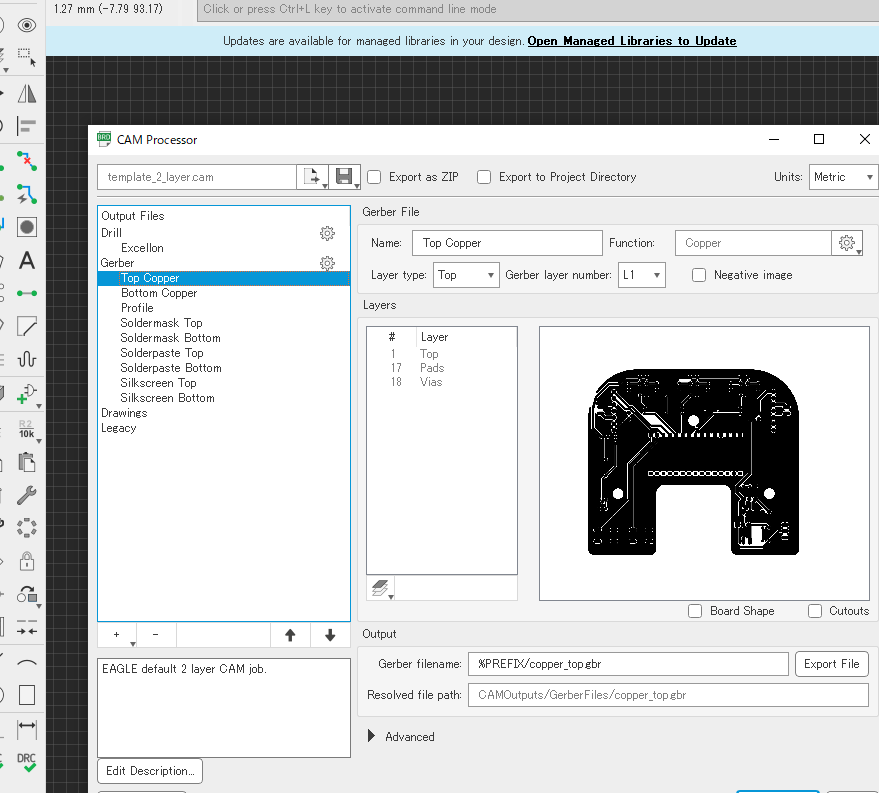 1.27 mm (-7.79 93.17)
Click or press Ctrl+L key to activate command line mode
Updates are available for managed libraries in your design. Open Managed Libraries to Update
BRD CAM Processor
template_2_layer.cam
Export as ZIP
Export to Project Directory
Units: Metric
Output Files
Drill
Excellon
Gerber
Top Copper
Bottom Copper
Profile
Soldermask Top
Soldermask Bottom
Solderpaste Top
Solderpaste Bottom
Silkscreen Top
Silkscreen Bottom
Drawings
Legacy
+ -
EAGLE default 2 layer CAM job.
Edit Description...
Gerber File
Name: Top Copper Function: Copper
Layer type: Top Gerber layer number: L1 Negative image
Layers
# Layer
1 Top
17 Pads
18 Vias
Board Shape Cutouts
Output
Gerber filename: %PREFIX/copper_top.gbr Export File
Resolved file path: CAMOutputs/GerberFiles/copper_top.gbr
Advanced
A
R2
10k
DRC